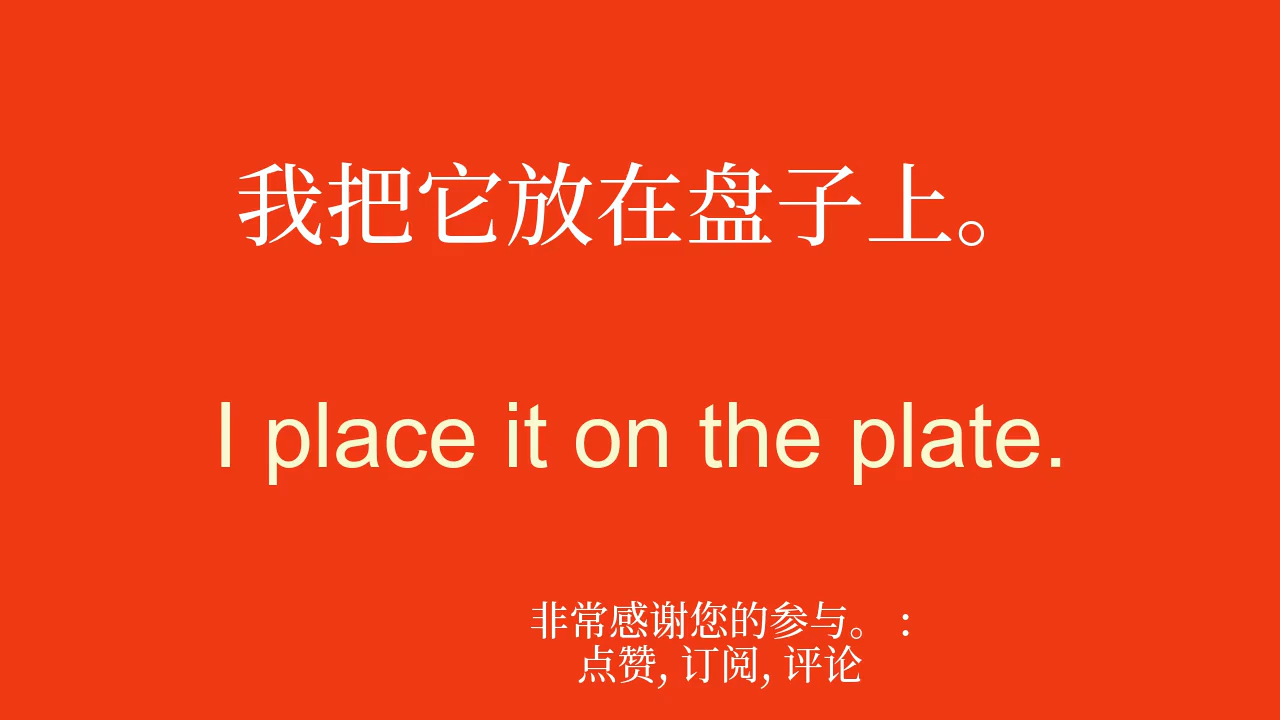 我把它放在盘子上。
I place it on the plate.
非常感谢您的参与。 :
点赞, 订阅, 评论